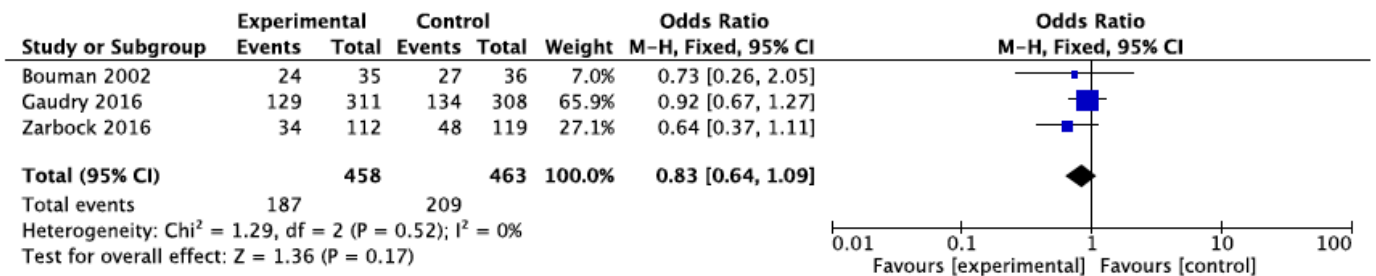 Experimental Control Odds Ratio Odds Ratio
Study or Subgroup Events Total Events Total Weight M-H, Fixed, 95% CI M-H, Fixed, 95% CI
Bouman 2002 24 35 27 36 7.0% 0.73 [0.26, 2.05]
Gaudry 2016 129 311 134 308 65.9% 0.92 [0.67, 1.27]
Zarbock 2016 34 112 48 119 27.1% 0.64 [0.37, 1.11]
Total (95% CI) 458 463 100.0% 0.83 [0.64, 1.09]
Total events 187 209
Heterogeneity: Chi² = 1.29, df = 2 (P = 0.52); I² = 0%
Test for overall effect: Z = 1.36 (P = 0.17)
0.01 0.1 1 10 100
Favours [experimental] Favours [control]